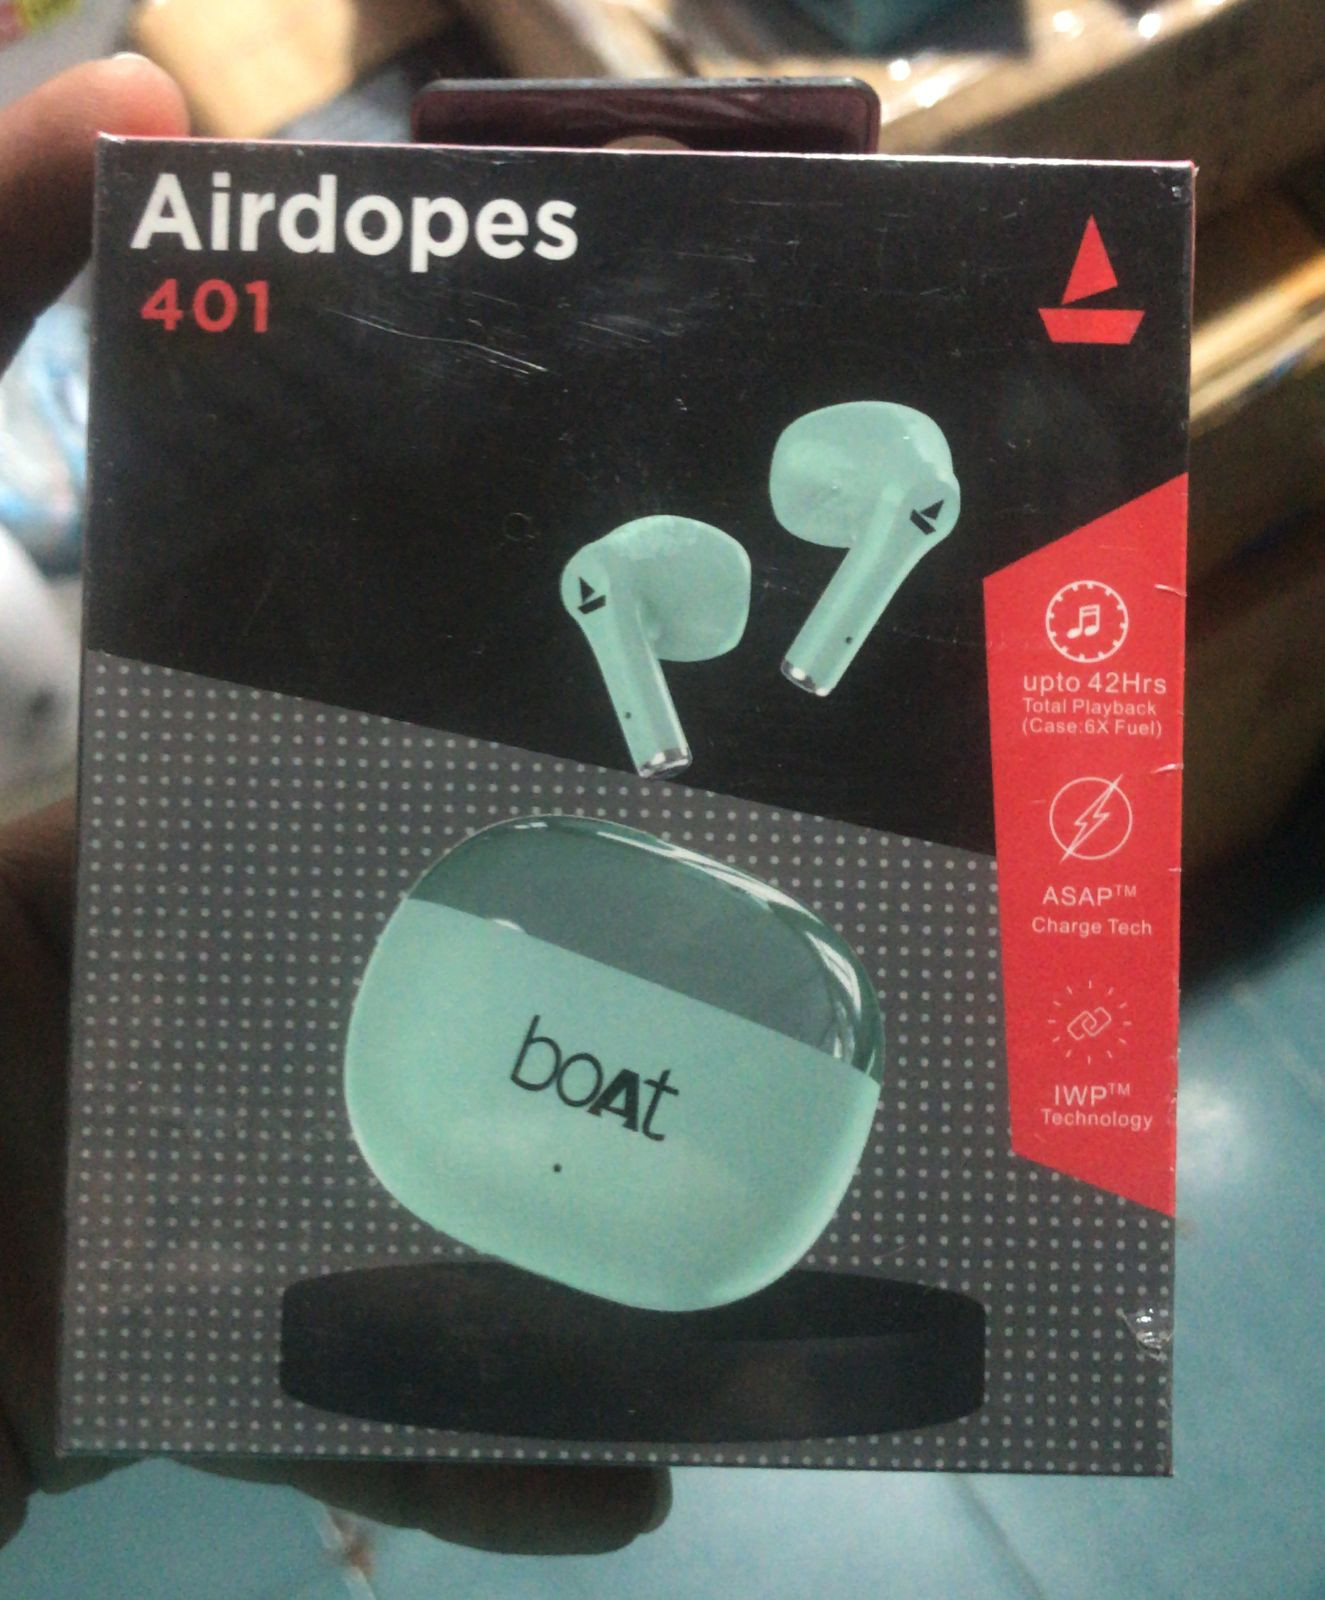 Airdopes
401
upto 42Hrs
Total Playback
(Case:6X Fuel)
ASAP™
Charge Tech
IWP™
Technology
boAt